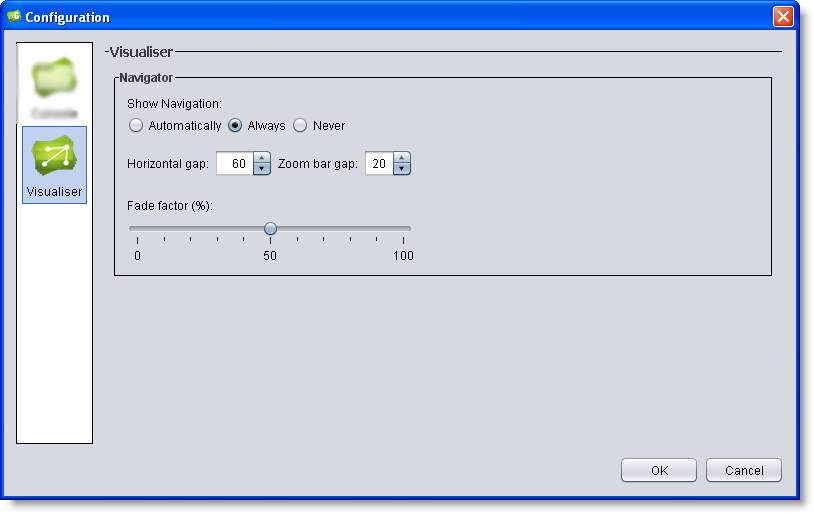 Configuration
Visualiser
Visualiser
Navigator
Show Navigation:
Automatically Always Never
Horizontal gap: 60 Zoom bar gap: 20
Fade factor (%):
0 50 100
OK Cancel